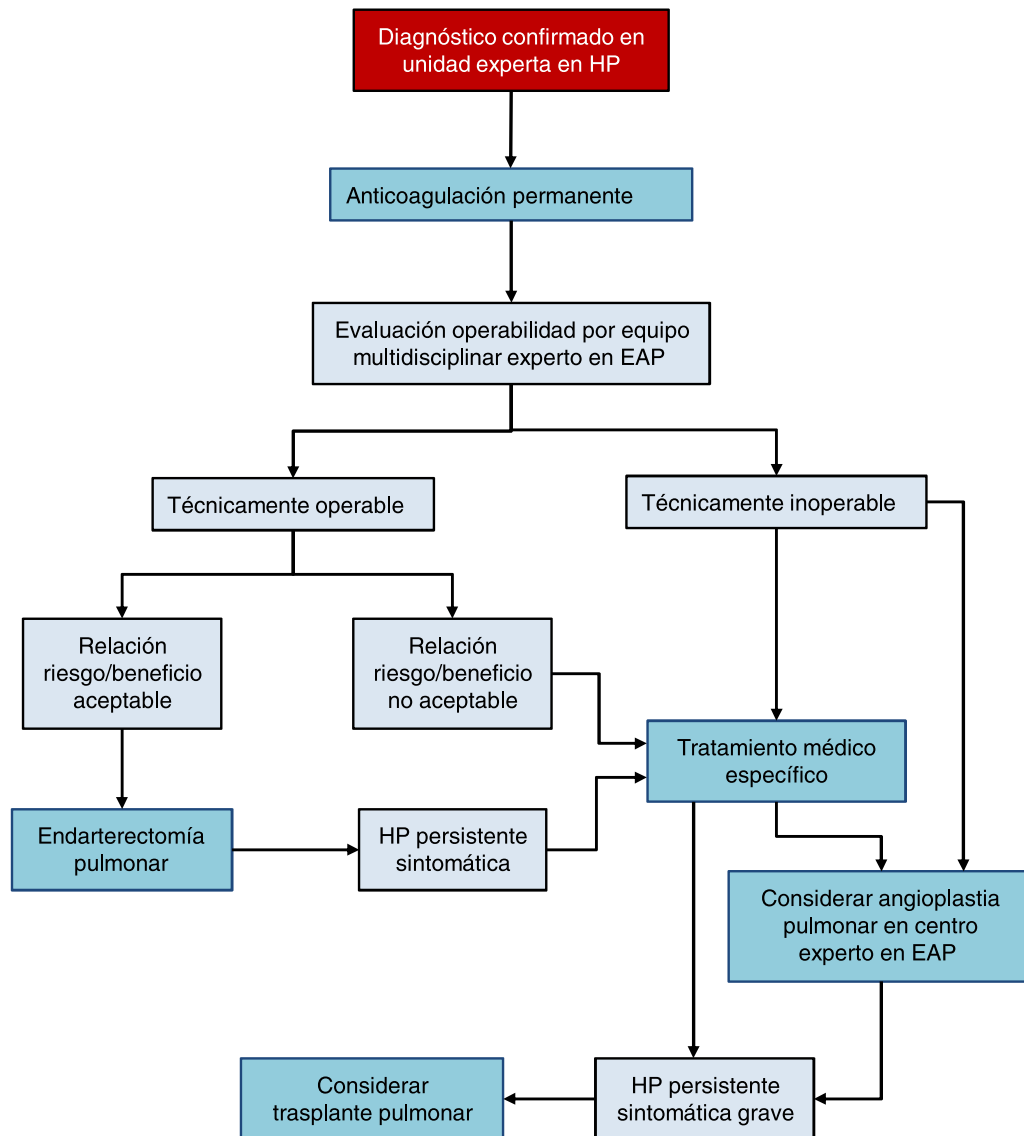 Diagnóstico confirmado en
unidad experta en HP
Anticoagulación permanente
Evaluación operabilidad por equipo
multidisciplinar experto en EAP
Técnicamente operable
Técnicamente inoperable
Relación
riesgo/beneficio
aceptable
Relación
riesgo/beneficio
no aceptable
Tratamiento médico
específico
Endarterectomía
pulmonar
HP persistente
sintomática
Considerar angioplastia
pulmonar en centro
experto en EAP
Considerar
trasplante pulmonar
HP persistente
sintomática grave